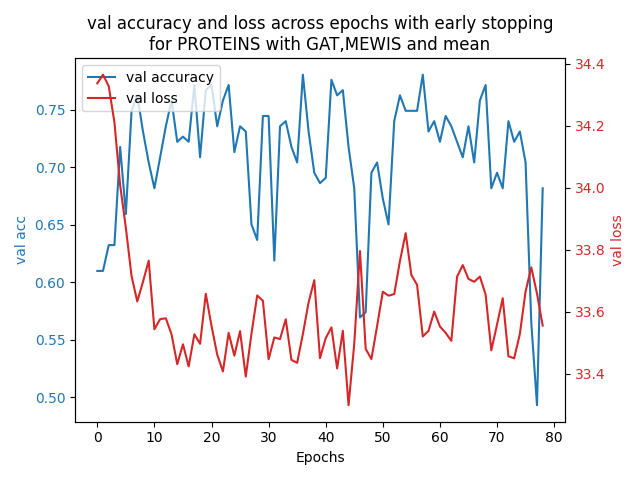 val accuracy and loss across epochs with early stopping
for PROTEINS with GAT,MEWIS and mean
val accuracy
val loss
0.75
0.70
0.65
0.60
0.55
0.50
val acc
34.4
34.2
34.0
33.8
33.6
33.4
val loss
0 10 20 30 40 50 60 70 80
Epochs